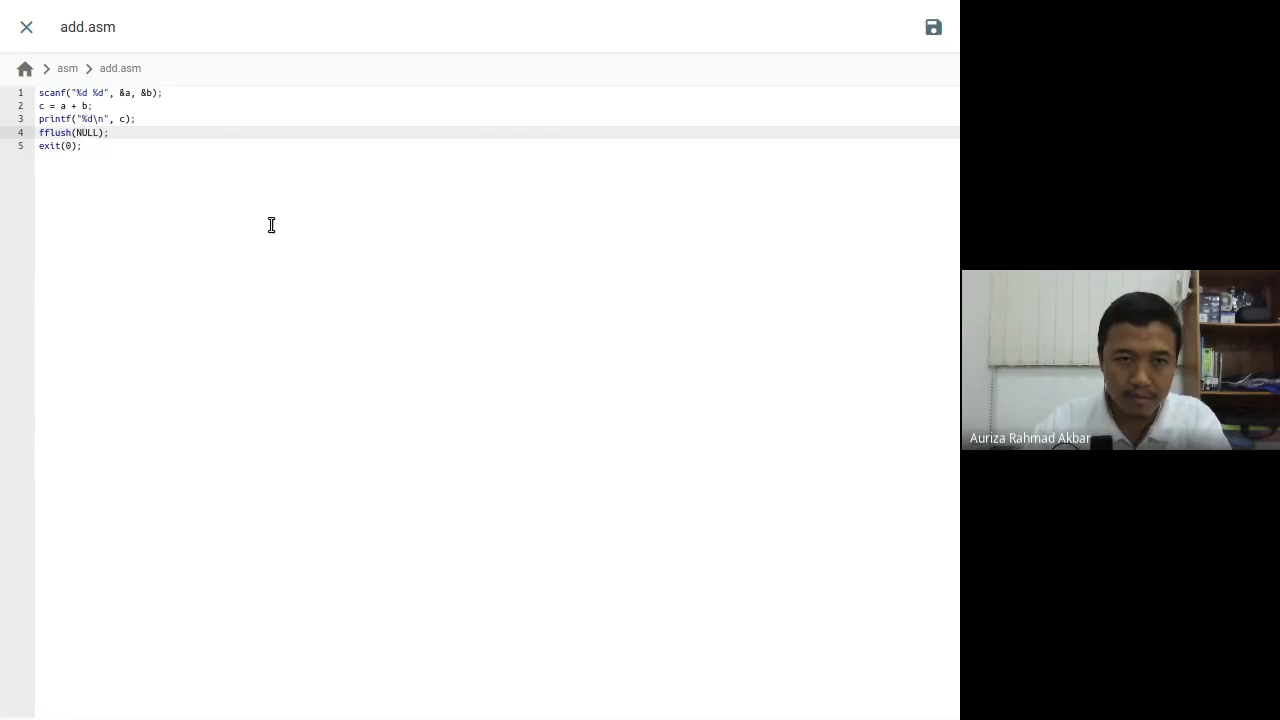 add.asm
asm
add.asm
1 scanf("%d %d", &a, &b);
2 c = a + b;
3 printf("%d\n", c);
4 fflush(NULL);
5 exit(0);
Auriza Rahmad Akbar